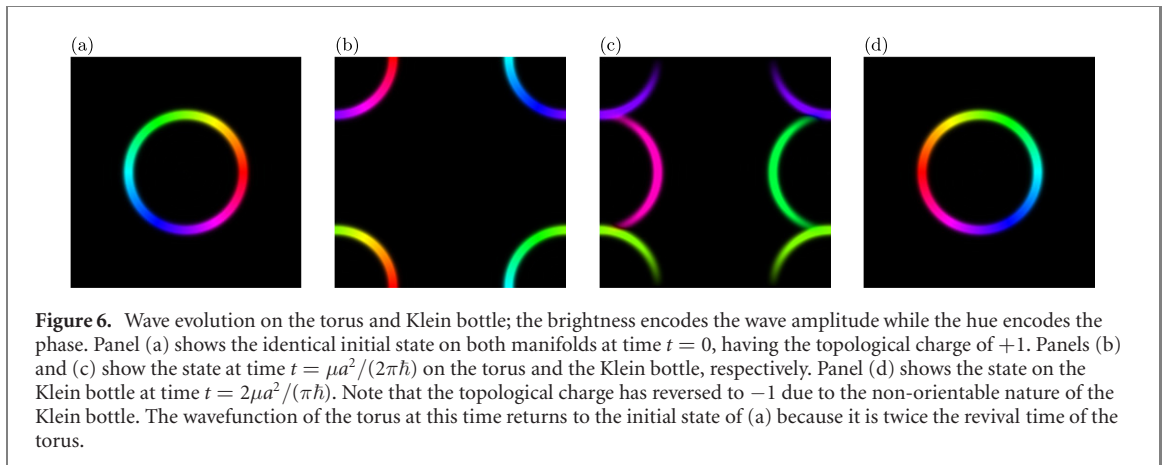 (a) (b) (c) (d)
Figure 6. Wave evolution on the torus and Klein bottle; the brightness encodes the wave amplitude while the hue encodes the
phase. Panel (a) shows the identical initial state on both manifolds at time t = 0, having the topological charge of +1. Panels (b)
and (c) show the state at time t = μa²/(2πħ) on the torus and the Klein bottle, respectively. Panel (d) shows the state on the
Klein bottle at time t = 2μa²/(πħ). Note that the topological charge has reversed to −1 due to the non-orientable nature of the
Klein bottle. The wavefunction of the torus at this time returns to the initial state of (a) because it is twice the revival time of the
torus.